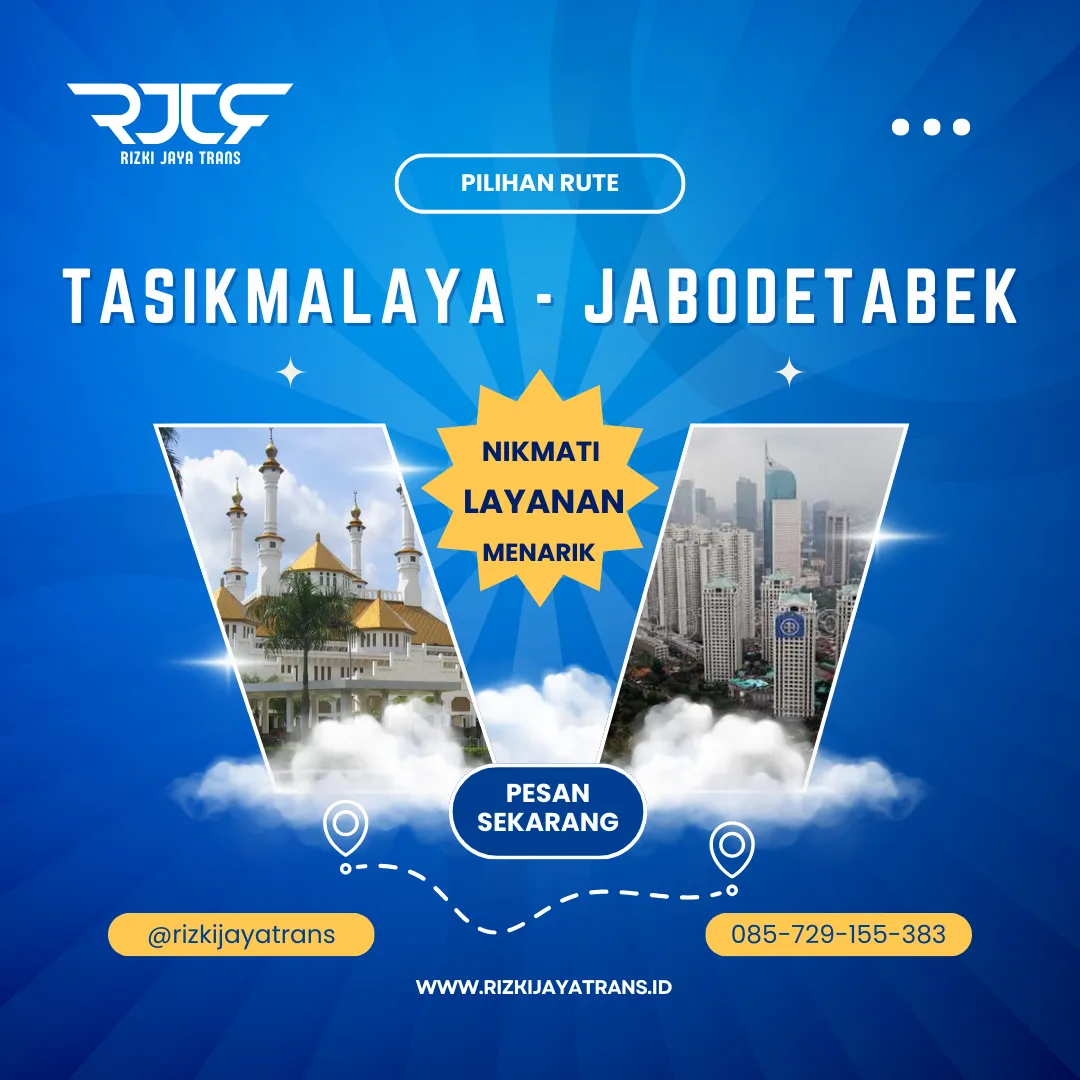 RJTR
RIZKI JAYA TRANS
PILIHAN RUTE
TASIKMALAYA - JABODETABEK
NIKMATI
LAYANAN
MENARIK
PESAN
SEKARANG
@rizkijayatrans
085-729-155-383
WWW.RIZKIJAYATRANS.ID